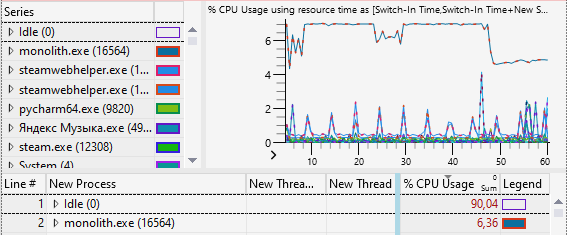 Series
% CPU Usage using resource time as [Switch-In Time,Switch-In Time+New S...
Idle (0)
monolith.exe (16564)
steamwebhelper.exe (1...
steamwebhelper.exe (1...
pycharm64.exe (9820)
Яндекс Музыка.exe (49...
steam.exe (12308)
System (4)
6
4
2
0
10 20 30 40 50 60
Line # New Process New Threa... New Thread % CPU Usage 0 Sum Legend
1 Idle (0) 90,04
2 monolith.exe (16564) 6,36